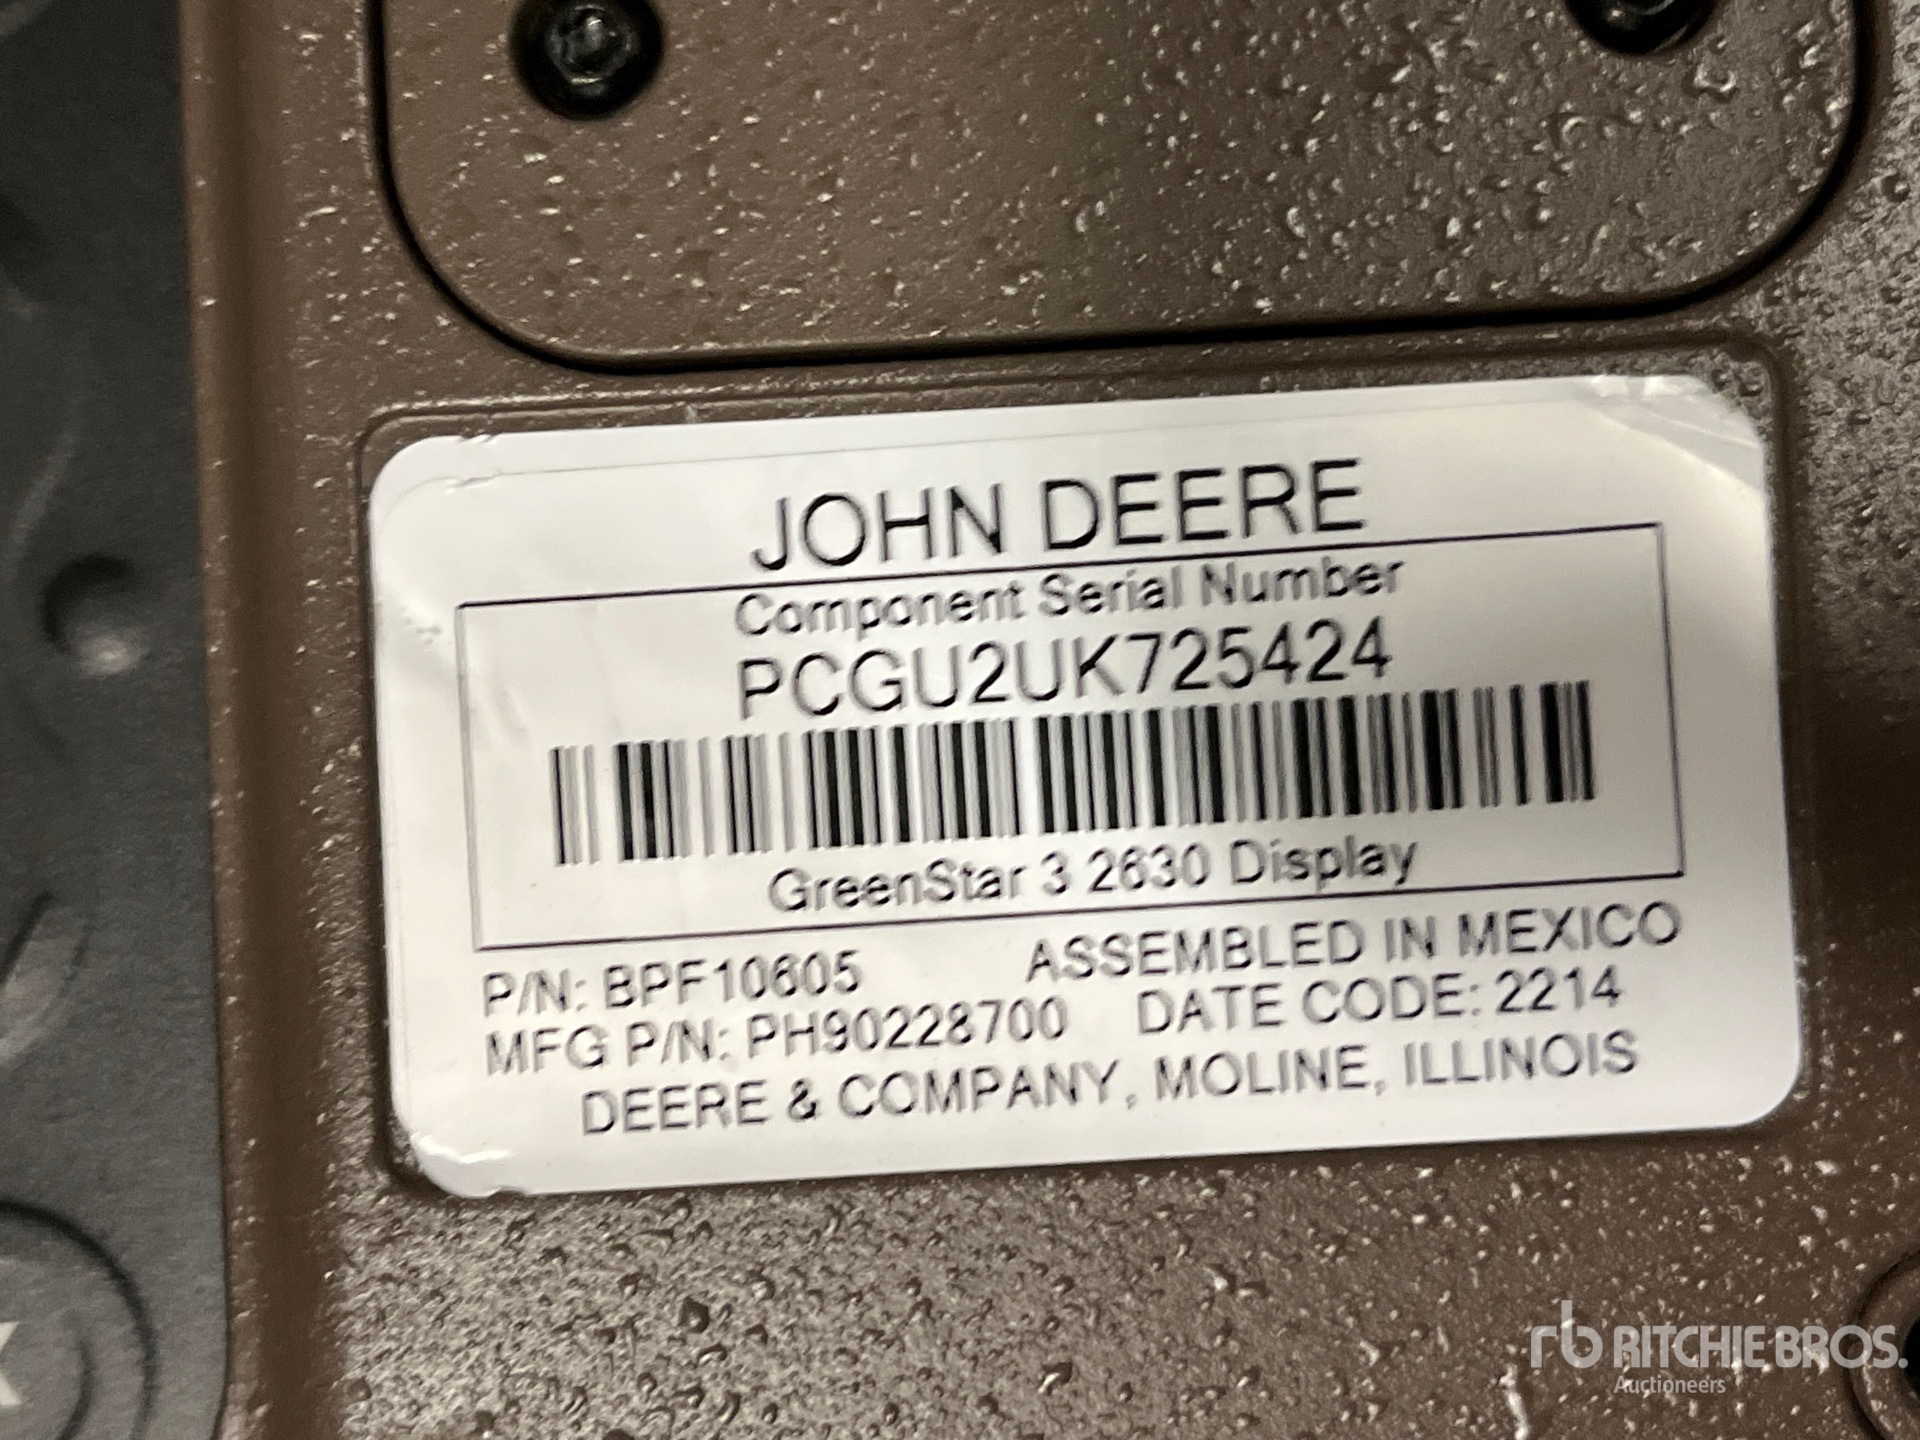 JOHN DEERE
Component Serial Number
PCGU2UK725424
GreenStar 3 2630 Display
P/N: BPF10605 ASSEMBLED IN MEXICO
MFG P/N: PH90228700 DATE CODE: 2214
DEERE & COMPANY, MOLINE, ILLINOIS
rb RITCHIE BROS.
Auctioneers